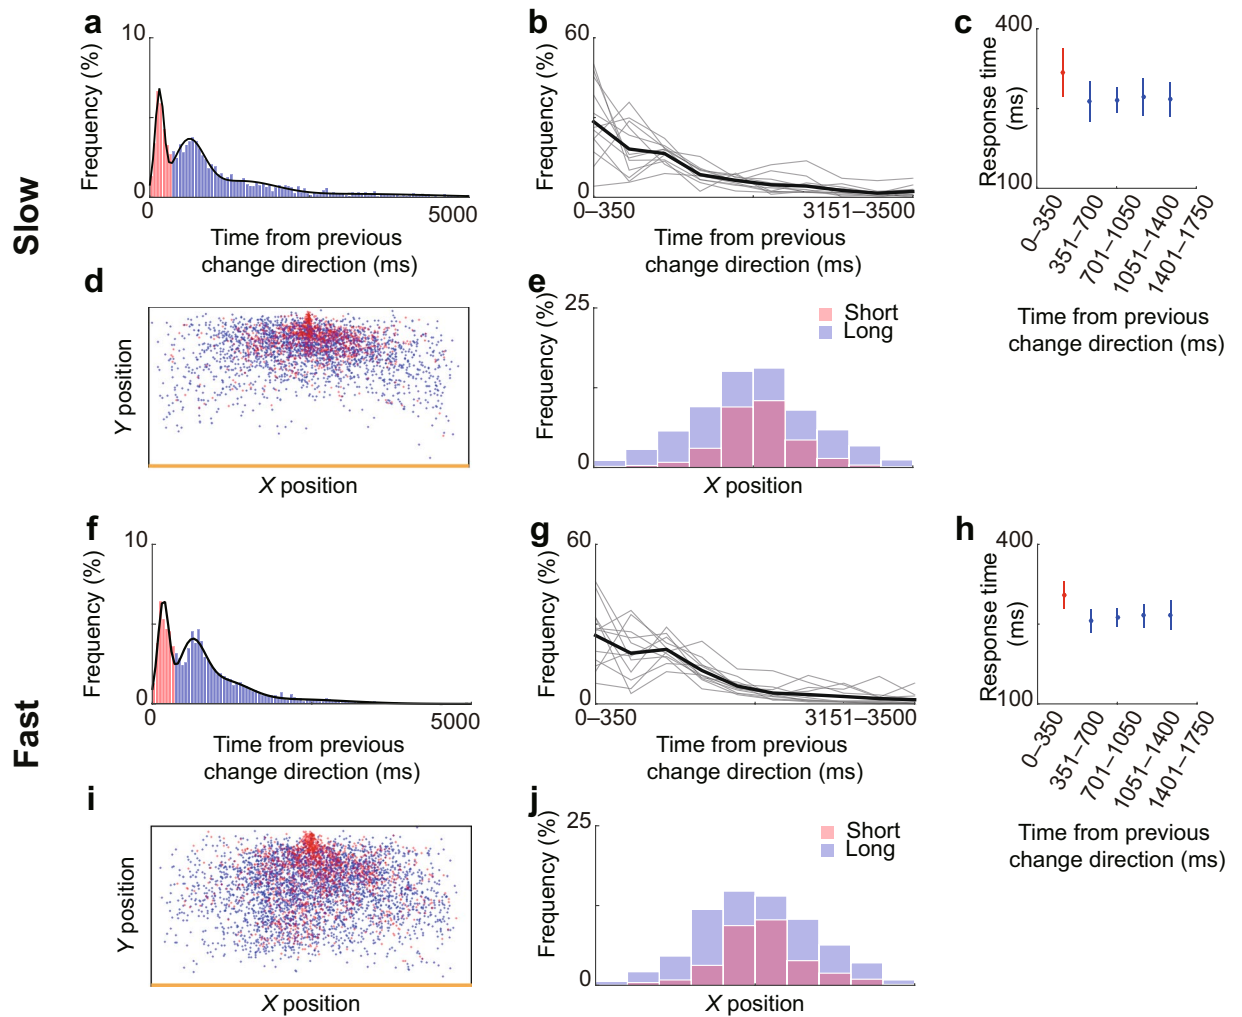 Slow
a
10
Frequency (%)
0
0
5000
Time from previous
change direction (ms)
b
60
Frequency (%)
0
0–350
3151–3500
Time from previous
change direction (ms)
c
400
Response time
(ms)
100
0–350
351–700
701–1050
1051–1400
1401–1750
Time from previous
change direction (ms)
d
Y position
X position
e
25
Frequency (%)
0
Short
Long
X position
Fast
f
10
Frequency (%)
0
0
5000
Time from previous
change direction (ms)
g
60
Frequency (%)
0
0–350
3151–3500
Time from previous
change direction (ms)
h
400
Response time
(ms)
100
0–350
351–700
701–1050
1051–1400
1401–1750
Time from previous
change direction (ms)
i
Y position
X position
j
25
Frequency (%)
0
Short
Long
X position